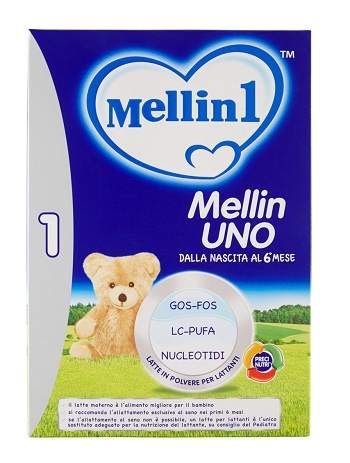 Mellin1
TM
Mellin
UNO
DALLA NASCITA AL 6° MESE
1
GOS-FOS
LC-PUFA
NUCLEOTIDI
LATTE IN POLVERE PER LATTANTI
PRECI
NUTRI
il latte materno è l'alimento migliore per il bambino
si raccomanda l'allattamento esclusivo al seno nei primi 6 mesi
se l'allattamento al seno non è possibile, un latte per lattanti è l'unico
sostituto adeguato per la nutrizione del lattante, su consiglio del Pediatra